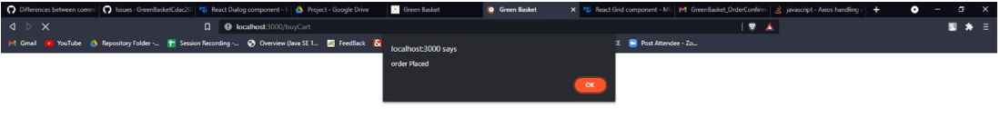 Differences between comm
Issues · GreenBasketCdac20
React Dialog component - M
Project - Google Drive
Green Basket
Green Basket
React Grid component - MU
GreenBasket_OrderConfirm
javascript - Axios handling
localhost:3000/buyCart
Gmail
YouTube
Repository Folder -...
Session Recording -...
Overview (Java SE 1...
FeedBack
Post Attendee - Zo...
localhost:3000 says
order Placed
OK